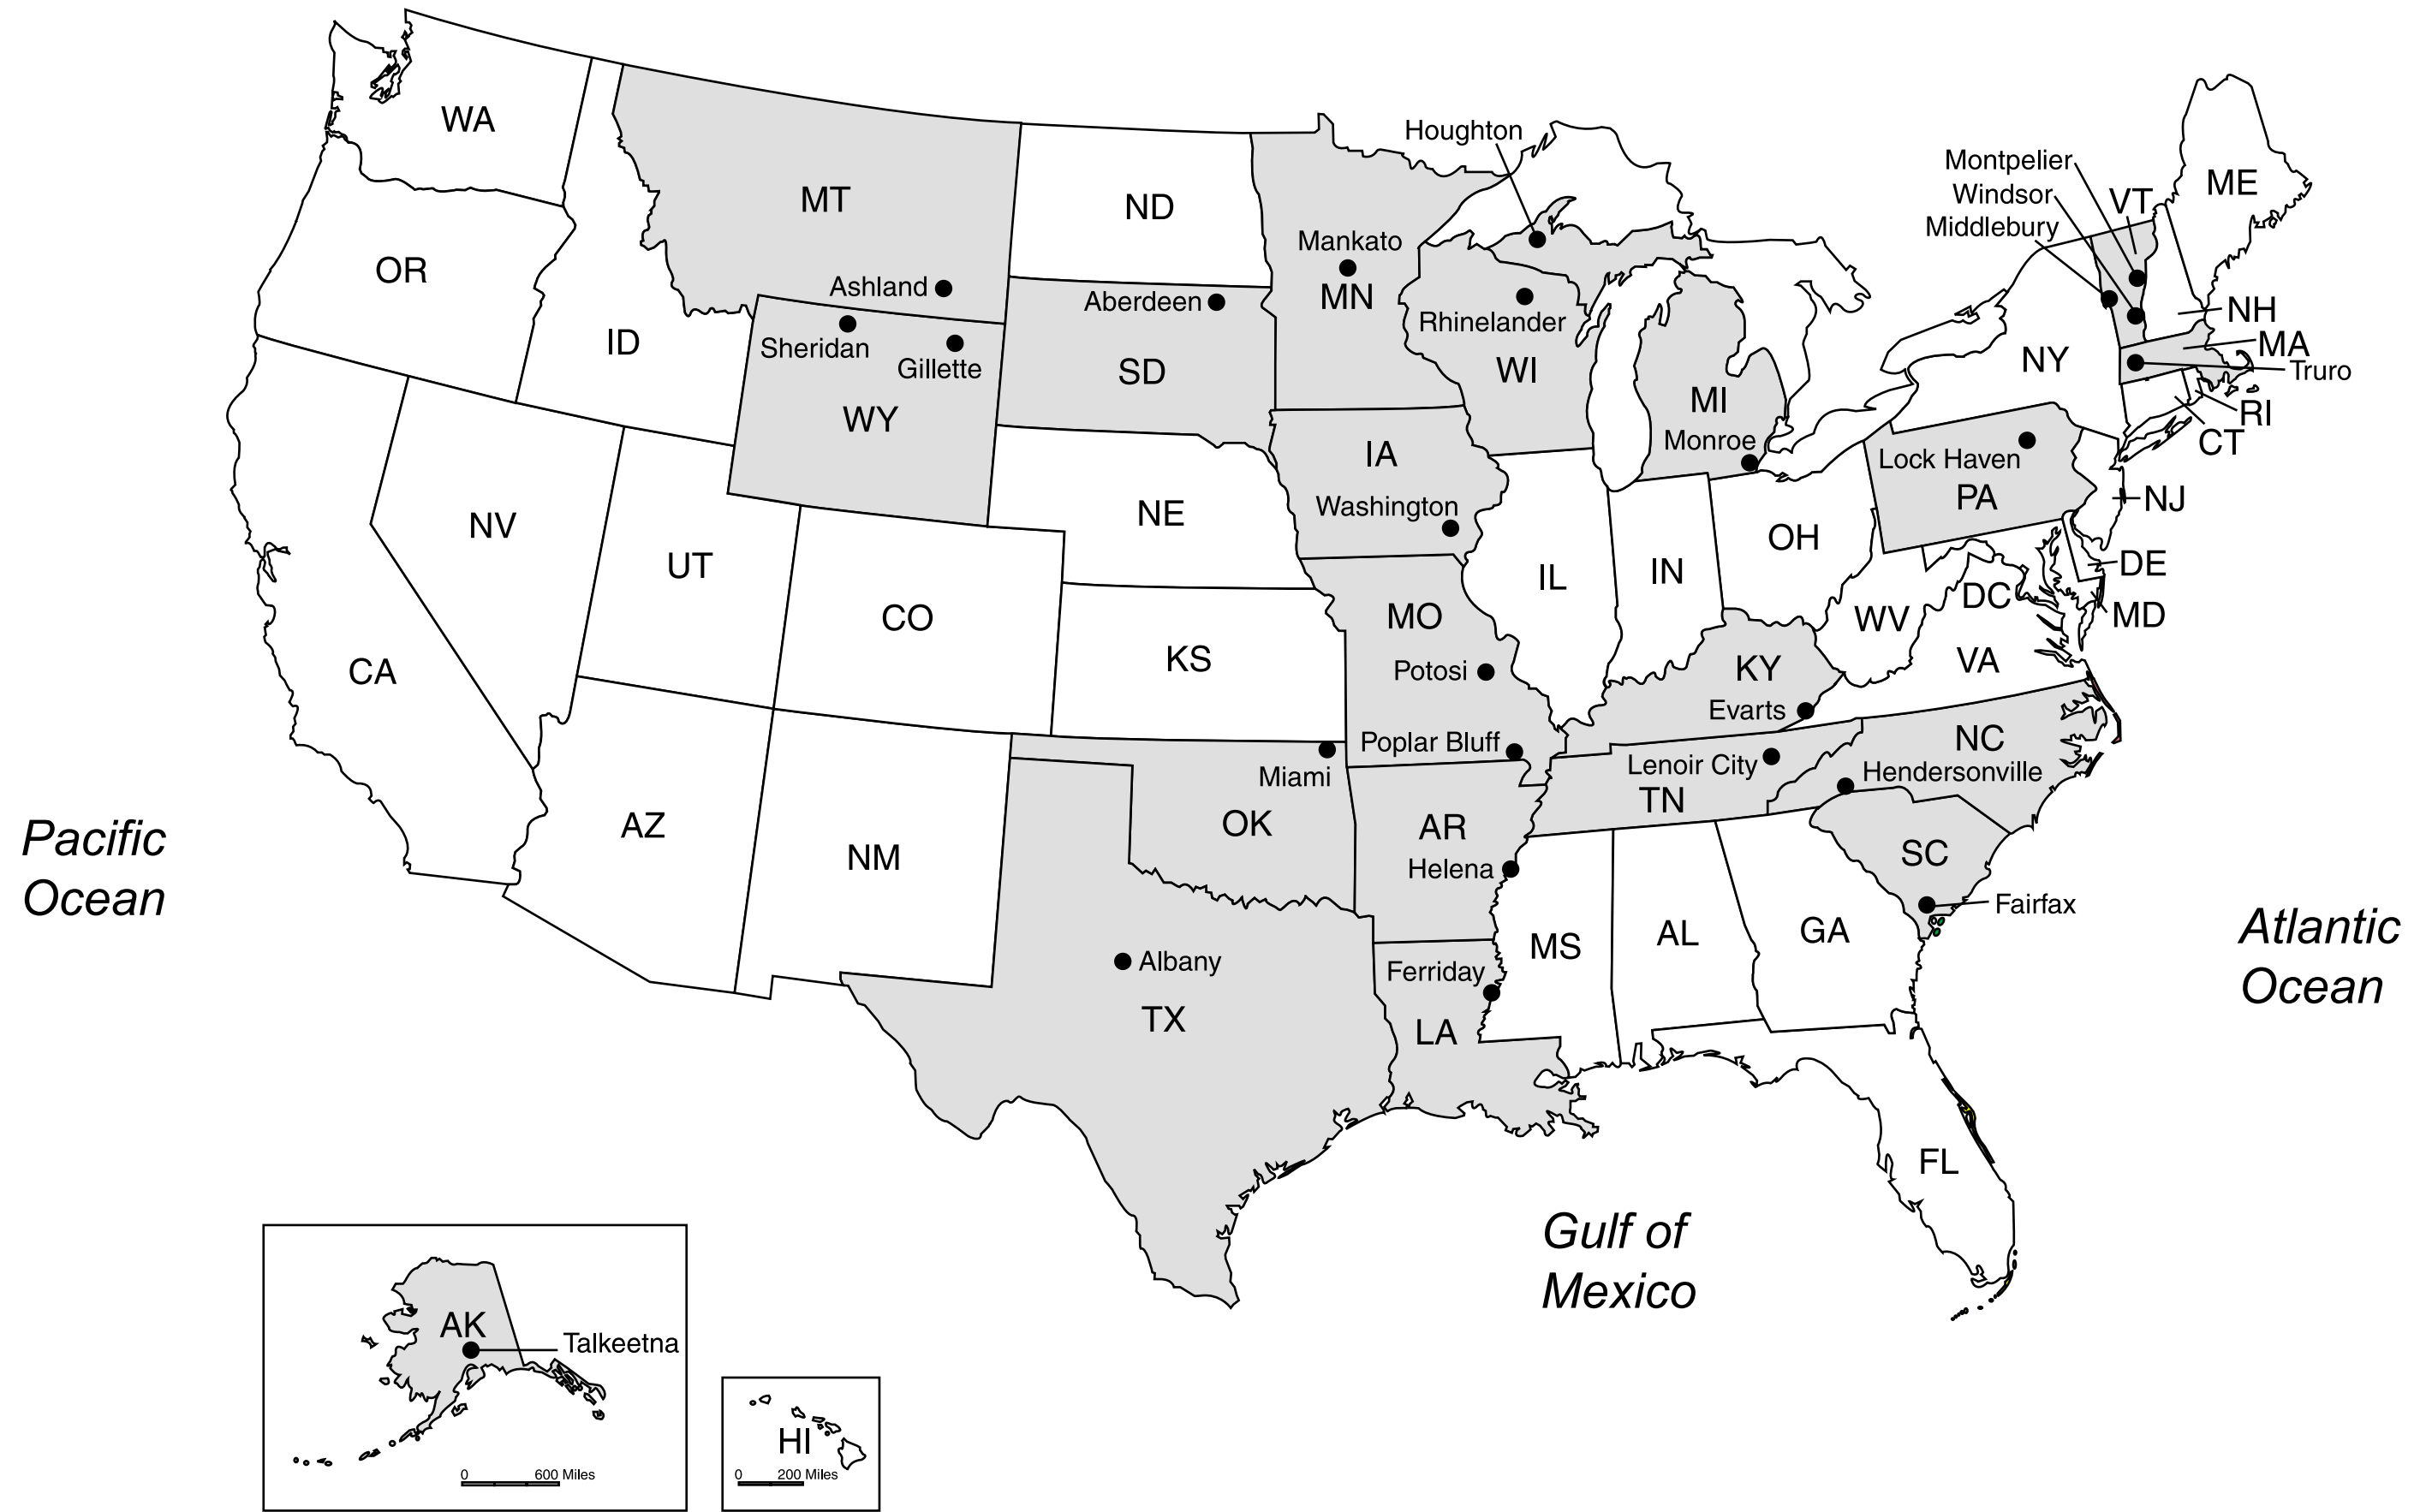 WA
MT
ND
Houghton
Montpelier
Windsor
Middlebury
VT
ME
OR
ID
Ashland
Aberdeen
Mankato
MN
Rhinelander
WI
NH
MA
Truro
NY
RI
CT
Sheridan
Gillette
WY
SD
MI
Monroe
Lock Haven
PA
NJ
IA
Washington
NV
UT
NE
OH
IL
IN
DE
DC
MD
WV
VA
CA
CO
KS
MO
Potosi
KY
Evarts
Poplar Bluff
Miami
Lenoir City
TN
NC
Hendersonville
Pacific
Ocean
AZ
NM
OK
AR
Helena
SC
Fairfax
Atlantic
Ocean
MS
AL
GA
Albany
TX
Ferriday
LA
FL
Gulf of
Mexico
AK
Talkeetna
0 600 Miles
HI
0 200 Miles